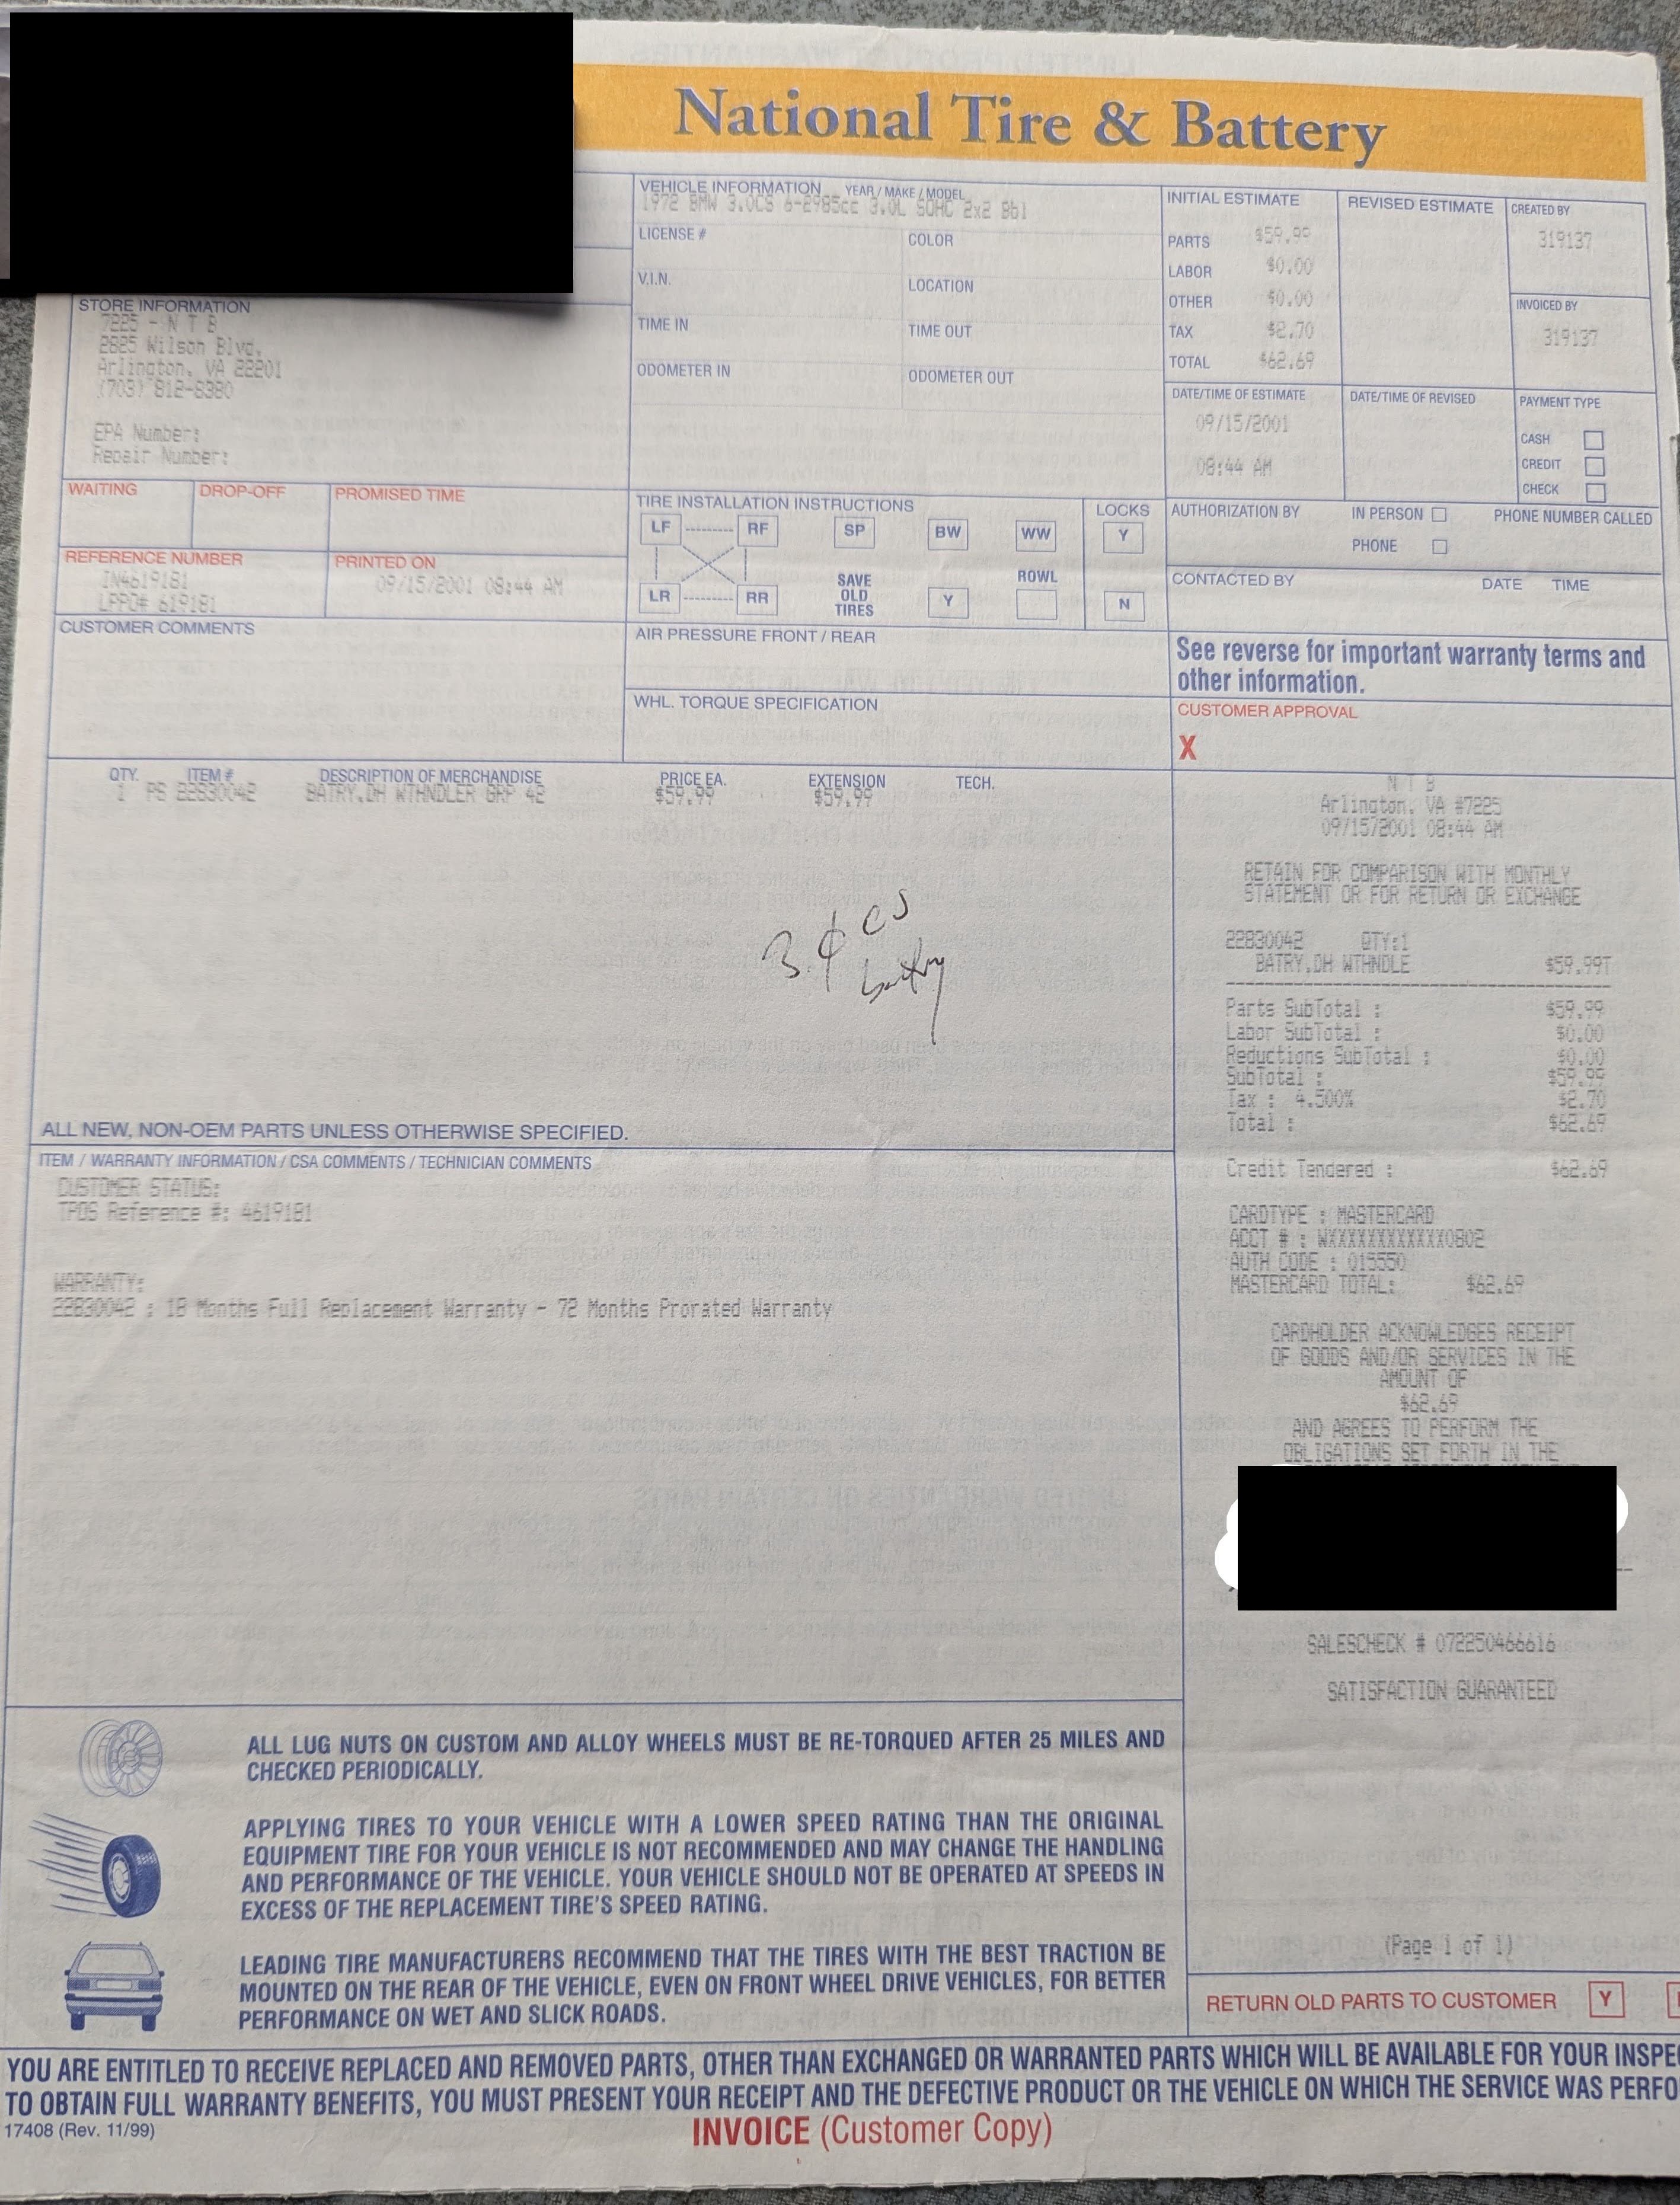 National Tire & Battery
VEHICLE INFORMATION YEAR / MAKE / MODEL
1972 BMW 3.0CS 6-2985cc 3.0L SOHC 2x2 Bbl
LICENSE #
COLOR
V.I.N.
LOCATION
TIME IN
TIME OUT
ODOMETER IN
ODOMETER OUT
INITIAL ESTIMATE
PARTS $59.99
LABOR $0.00
OTHER $0.00
TAX $2.70
TOTAL $62.69
REVISED ESTIMATE
CREATED BY
319137
INVOICED BY
319137
DATE/TIME OF ESTIMATE
09/15/2001
08:44 AM
DATE/TIME OF REVISED
PAYMENT TYPE
CASH
CREDIT
CHECK
STORE INFORMATION
7225 - N T B
2825 Wilson Blvd.
Arlington, VA 22201
(703) 812-8380
EPA Number:
Repair Number:
WAITING
DROP-OFF
PROMISED TIME
REFERENCE NUMBER
IN4619181
LPPO# 619181
PRINTED ON
09/15/2001 08:44 AM
TIRE INSTALLATION INSTRUCTIONS
LF RF SP BW WW
LR RR
SAVE
OLD
TIRES
Y
ROWL
LOCKS
Y
N
AUTHORIZATION BY
IN PERSON
PHONE
PHONE NUMBER CALLED
CONTACTED BY
DATE
TIME
CUSTOMER COMMENTS
AIR PRESSURE FRONT / REAR
WHL. TORQUE SPECIFICATION
See reverse for important warranty terms and
other information.
CUSTOMER APPROVAL
X
QTY. ITEM # DESCRIPTION OF MERCHANDISE PRICE EA. EXTENSION TECH.
1 PS 22830042 BATRY,DH WTHNDLER GRP 42 $59.99 $59.99
cs
battry
ALL NEW, NON-OEM PARTS UNLESS OTHERWISE SPECIFIED.
ITEM / WARRANTY INFORMATION / CSA COMMENTS / TECHNICIAN COMMENTS
CUSTOMER STATUS:
TPOS Reference #: 4619181
WARRANTY:
22830042 : 18 Months Full Replacement Warranty - 72 Months Prorated Warranty
N T B
Arlington, VA #7225
09/15/2001 08:44 AM
RETAIN FOR COMPARISON WITH MONTHLY
STATEMENT OR FOR RETURN OR EXCHANGE
22830042 QTY:1
BATRY,DH WTHNDLE $59.99T
Parts SubTotal : $59.99
Labor SubTotal : $0.00
Reductions SubTotal : $0.00
SubTotal : $59.99
Tax : 4.500% $2.70
Total : $62.69
Credit Tendered : $62.69
CARDTYPE : MASTERCARD
ACCT # : WXXXXXXXXXXXX0802
AUTH CODE : 015550
MASTERCARD TOTAL: $62.69
CARDHOLDER ACKNOWLEDGES RECEIPT
OF GOODS AND/OR SERVICES IN THE
AMOUNT OF
$62.69
AND AGREES TO PERFORM THE
OBLIGATIONS SET FORTH IN THE
SALESCHECK # 072250466616
SATISFACTION GUARANTEED
(Page 1 of 1)
ALL LUG NUTS ON CUSTOM AND ALLOY WHEELS MUST BE RE-TORQUED AFTER 25 MILES AND
CHECKED PERIODICALLY.
APPLYING TIRES TO YOUR VEHICLE WITH A LOWER SPEED RATING THAN THE ORIGINAL
EQUIPMENT TIRE FOR YOUR VEHICLE IS NOT RECOMMENDED AND MAY CHANGE THE HANDLING
AND PERFORMANCE OF THE VEHICLE. YOUR VEHICLE SHOULD NOT BE OPERATED AT SPEEDS IN
EXCESS OF THE REPLACEMENT TIRE'S SPEED RATING.
LEADING TIRE MANUFACTURERS RECOMMEND THAT THE TIRES WITH THE BEST TRACTION BE
MOUNTED ON THE REAR OF THE VEHICLE, EVEN ON FRONT WHEEL DRIVE VEHICLES, FOR BETTER
PERFORMANCE ON WET AND SLICK ROADS.
RETURN OLD PARTS TO CUSTOMER Y
YOU ARE ENTITLED TO RECEIVE REPLACED AND REMOVED PARTS, OTHER THAN EXCHANGED OR WARRANTED PARTS WHICH WILL BE AVAILABLE FOR YOUR INSPE
TO OBTAIN FULL WARRANTY BENEFITS, YOU MUST PRESENT YOUR RECEIPT AND THE DEFECTIVE PRODUCT OR THE VEHICLE ON WHICH THE SERVICE WAS PERFO
17408 (Rev. 11/99)
INVOICE (Customer Copy)